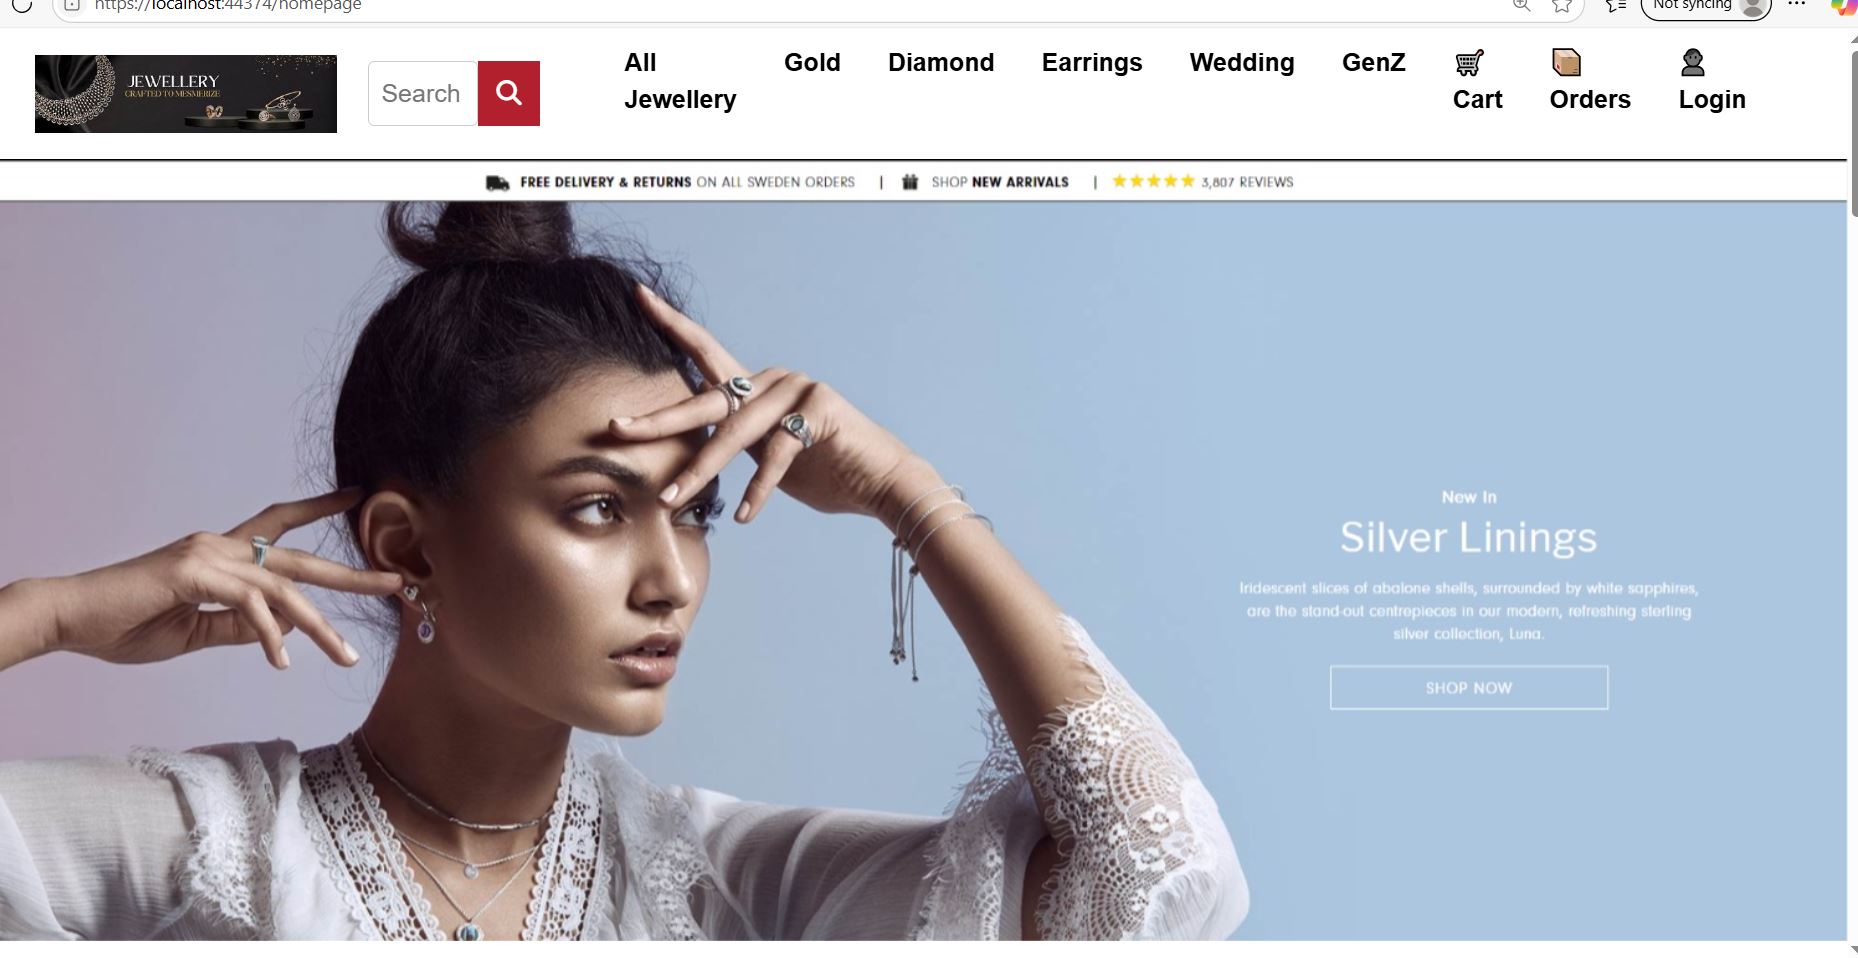 https://localhost:44374/homepage
Not syncing
JEWELLERY
CRAFTED TO MESMERIZE
Search
All
Jewellery
Gold
Diamond
Earrings
Wedding
GenZ
Cart
Orders
Login
FREE DELIVERY & RETURNS ON ALL SWEDEN ORDERS | SHOP NEW ARRIVALS | 3,807 REVIEWS
New In
Silver Linings
Iridescent slices of abalone shells, surrounded by white sapphires,
are the stand-out centrepieces in our modern, refreshing sterling
silver collection, Luna.
SHOP NOW